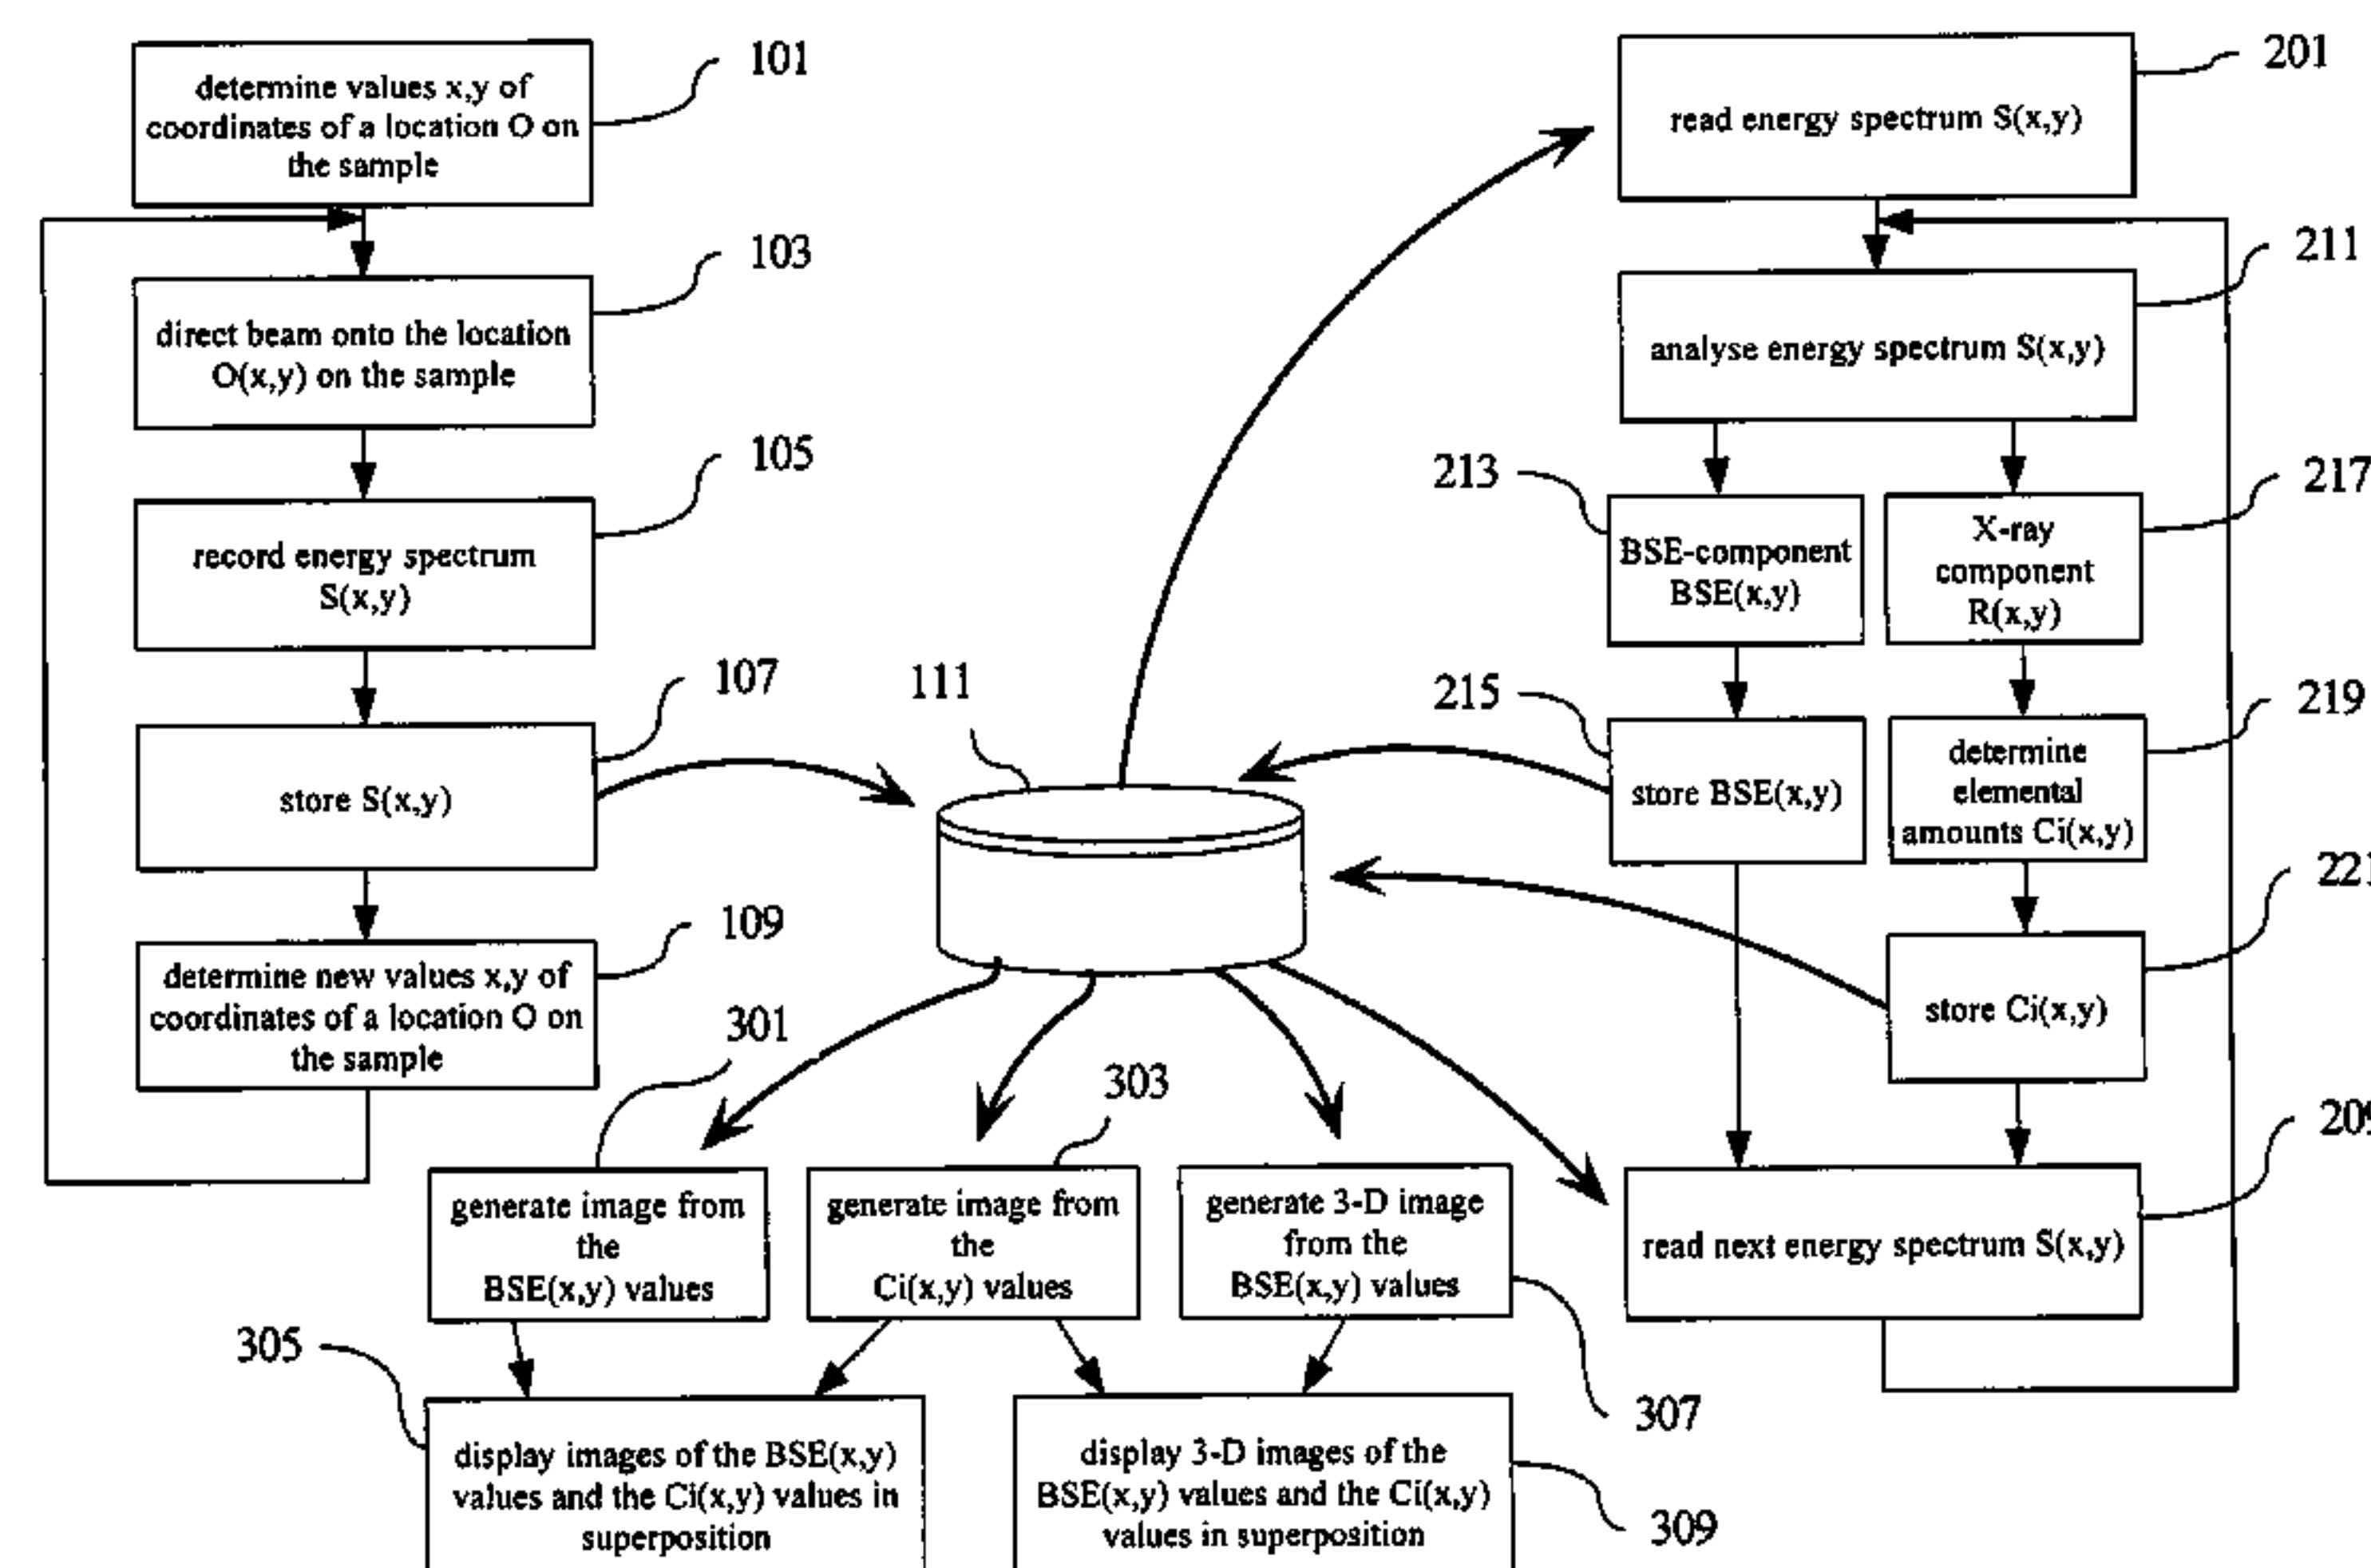 determine values x,y of
coordinates of a location O on
the sample
101
direct beam onto the location
O(x,y) on the sample
103
record energy spectrum
S(x,y)
105
store S(x,y)
107
determine new values x,y of
coordinates of a location O on
the sample
109
111
read energy spectrum S(x,y)
201
analyse energy spectrum S(x,y)
211
213
BSE-component
BSE(x,y)
X-ray
component
R(x,y)
217
215
store BSE(x,y)
determine
elemental
amounts Ci(x,y)
219
store Ci(x,y)
221
read next energy spectrum S(x,y)
209
301
generate image from
the
BSE(x,y) values
303
generate image from
the
Ci(x,y) values
generate 3-D image
from the
BSE(x,y) values
307
305
display images of the BSE(x,y)
values and the Ci(x,y) values in
superposition
display 3-D images of the
BSE(x,y) values and the Ci(x,y)
values in superposition
309